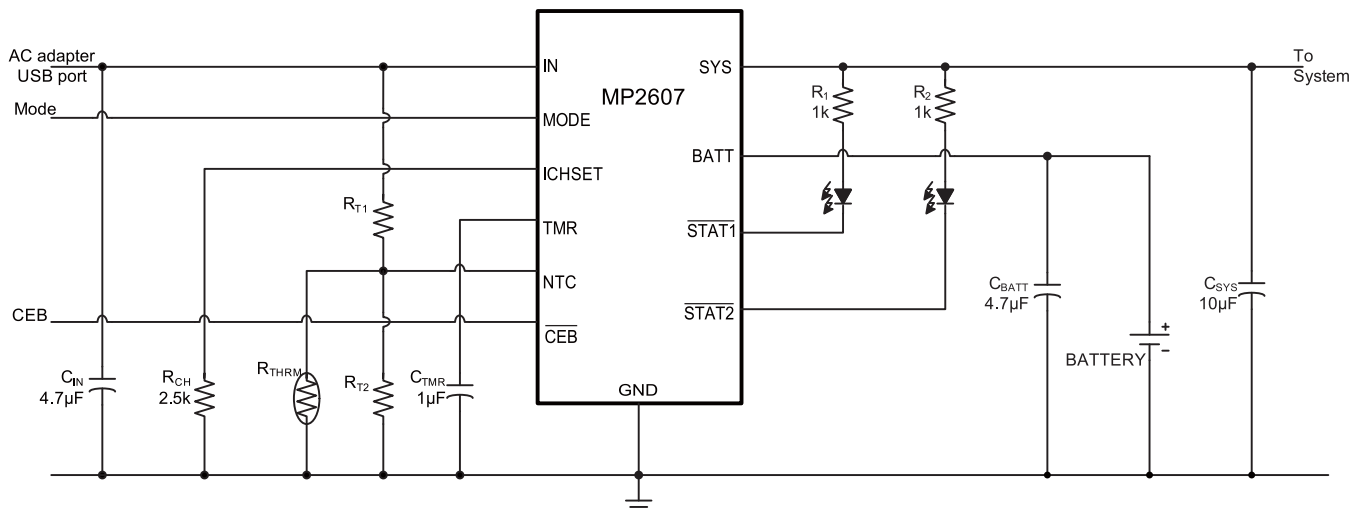 AC adapter
USB port
Mode
CEB
IN
MODE
ICHSET
TMR
NTC
CEB
MP2607
SYS
BATT
STAT1
STAT2
GND
R1
1k
R2
1k
To
System
RT1
CIN
4.7µF
RCH
2.5k
RTHRM
RT2
CTMR
1µF
CBATT
4.7µF
+
–
BATTERY
CSYS
10µF